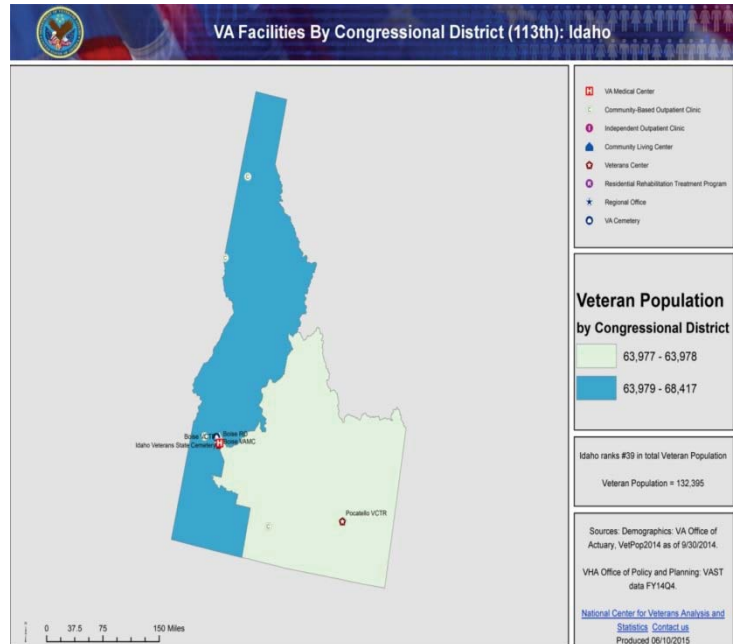 VA Facilities By Congressional District (113th): Idaho
H VA Medical Center
C Community-Based Outpatient Clinic
Independent Outpatient Clinic
Community Living Center
Veterans Center
R Residential Rehabilitation Treatment Program
Regional Office
VA Cemetery
C
C
C
Boise
Boise RO
Idaho Veterans State Cemetery
H
Boise VAMC
Pocatello VCTR
C
Veteran Population
by Congressional District
63,977 - 63,978
63,979 - 68,417
Idaho ranks #39 in total Veteran Population
Veteran Population = 132,395
Sources: Demographics: VA Office of
Actuary, VetPop2014 as of 9/30/2014.
VHA Office of Policy and Planning: VAST
data FY14Q4.
National Center for Veterans Analysis and
Statistics Contact us
Produced 06/10/2015
0 37.5 75 150 Miles